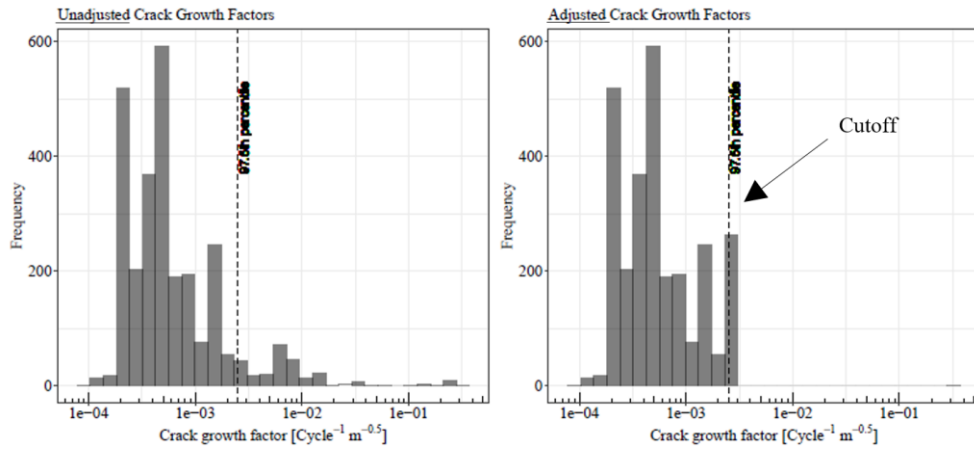 Unadjusted Crack Growth Factors
600
400
200
0
Frequency
97.5th percentile
1e−04
1e−03
1e−02
1e−01
Crack growth factor [Cycle⁻¹ m⁻⁰·⁵]
Adjusted Crack Growth Factors
600
400
200
0
Frequency
97.5th percentile
Cutoff
1e−04
1e−03
1e−02
1e−01
Crack growth factor [Cycle⁻¹ m⁻⁰·⁵]